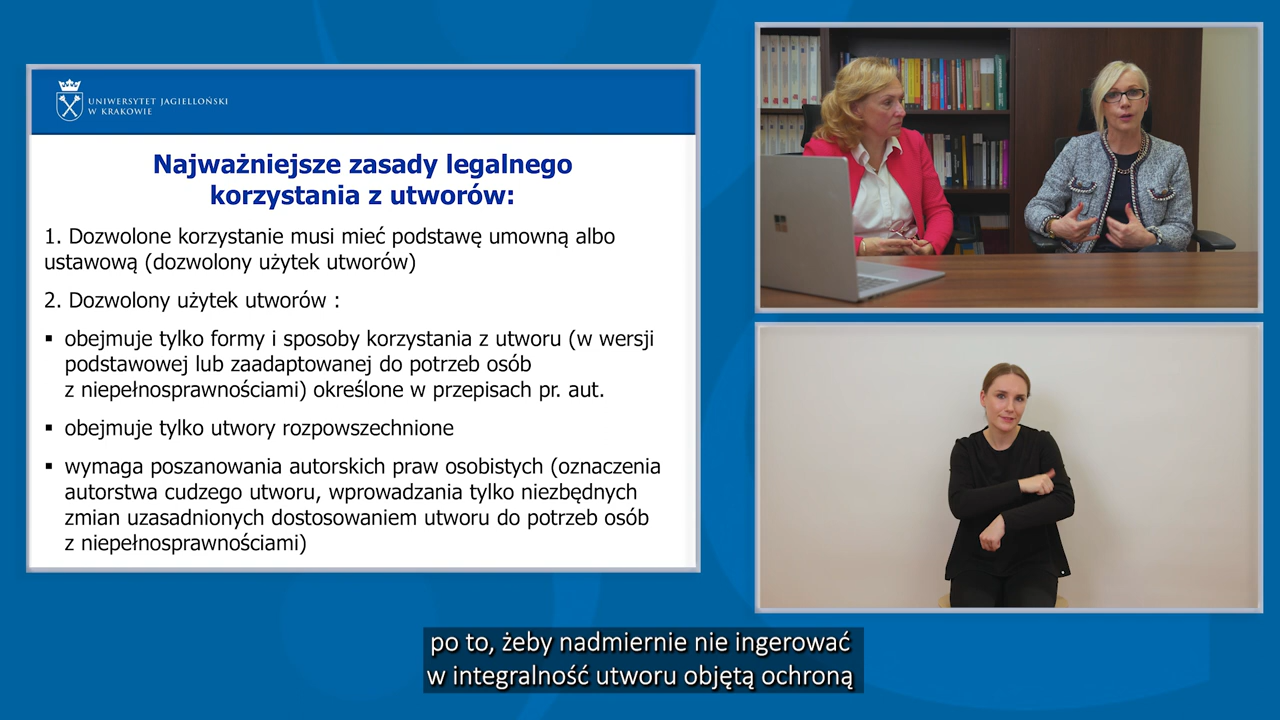 UNIWERSYTET JAGIELLOŃSKI
W KRAKOWIE
Najważniejsze zasady legalnego
korzystania z utworów:
1. Dozwolone korzystanie musi mieć podstawę umowną albo
ustawową (dozwolony użytek utworów)
2. Dozwolony użytek utworów :
▪ obejmuje tylko formy i sposoby korzystania z utworu (w wersji
podstawowej lub zaadaptowanej do potrzeb osób
z niepełnosprawnościami) określone w przepisach pr. aut.
▪ obejmuje tylko utwory rozpowszechnione
▪ wymaga poszanowania autorskich praw osobistych (oznaczenia
autorstwa cudzego utworu, wprowadzania tylko niezbędnych
zmian uzasadnionych dostosowaniem utworu do potrzeb osób
z niepełnosprawnościami)
po to, żeby nadmiernie nie ingerować
w integralność utworu objętą ochroną